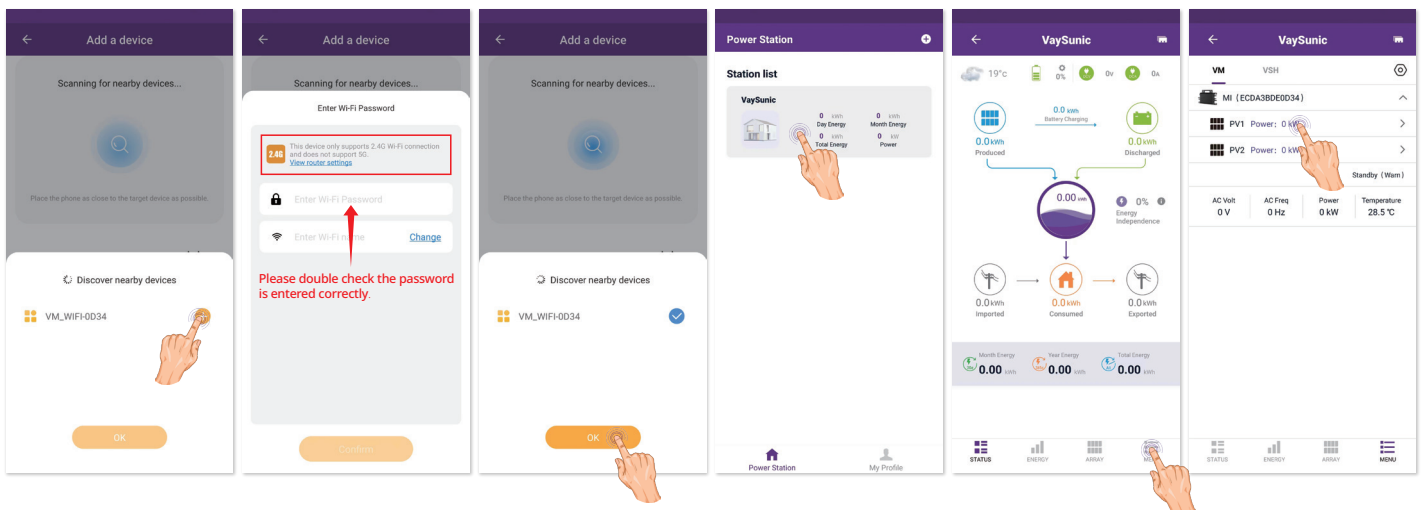 Add a device
Scanning for nearby devices...
Place the phone as close to the target device as possible.
Discover nearby devices
VM_WIFI-0D34
OK
Add a device
Scanning for nearby devices...
Enter Wi-Fi Password
2.4G
This device only supports 2.4G Wi-Fi connection
and does not support 5G.
View router settings
Enter Wi-Fi Password
Enter Wi-Fi name Change
Please double check the password
is entered correctly.
Confirm
Add a device
Scanning for nearby devices...
Place the phone as close to the target device as possible.
Discover nearby devices
VM_WIFI-0D34
OK
Power Station
Station list
VaySunic
0 kWh 0 kWh
Day Energy Month Energy
0 kWh 0 kW
Total Energy Power
Power Station My Profile
VaySunic
19°c 0% 0V 0A
0.0 kWh
Battery Charging
0.0kWh 0.0kWh
Produced Discharged
0.00 kWh
0%
Energy
Independence
0.0kWh 0.0kWh 0.0kWh
Imported Consumed Exported
Month Energy Year Energy Total Energy
0.00 kWh 0.00 kWh 0.00 kWh
STATUS ENERGY ARRAY
VaySunic
VM VSH
MI (ECDA3BDE0D34)
PV1 Power: 0 kW
PV2 Power: 0 kW
Standby (Warn)
AC Volt AC Freq Power Temperature
0 V 0 Hz 0 kW 28.5 ℃
STATUS ENERGY ARRAY MENU